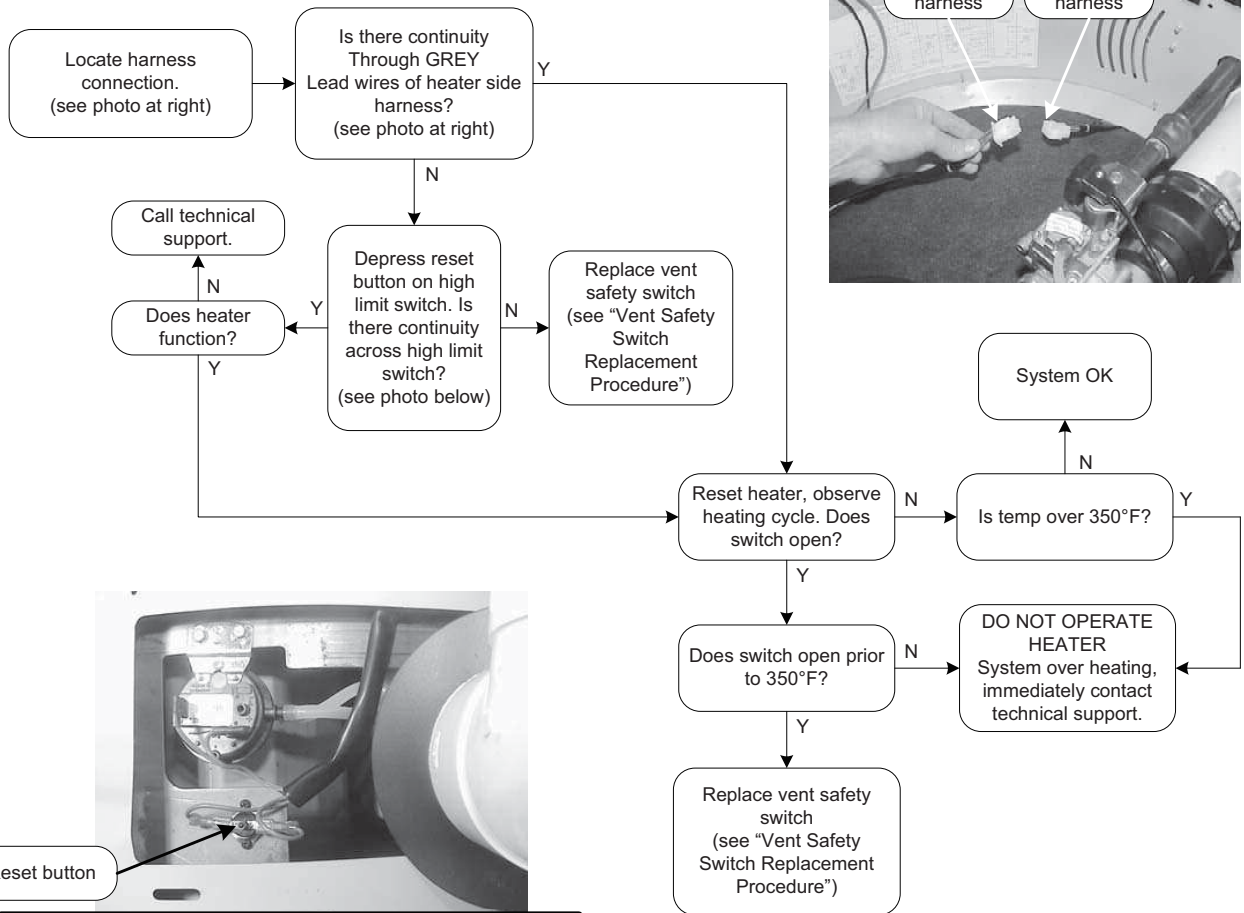 harness
harness
Locate harness
connection.
(see photo at right)
Is there continuity
Through GREY
Lead wires of heater side
harness?
(see photo at right)
Y
N
Call technical
support.
N
Does heater
function?
Y
Y
Depress reset
button on high
limit switch. Is
there continuity
across high limit
switch?
(see photo below)
N
Replace vent
safety switch
(see “Vent Safety
Switch
Replacement
Procedure”)
System OK
N
Reset heater, observe
heating cycle. Does
switch open?
N
Is temp over 350°F?
Y
Y
Does switch open prior
to 350°F?
N
DO NOT OPERATE
HEATER
System over heating,
immediately contact
technical support.
Y
Replace vent safety
switch
(see “Vent Safety
Switch Replacement
Procedure”)
eset button